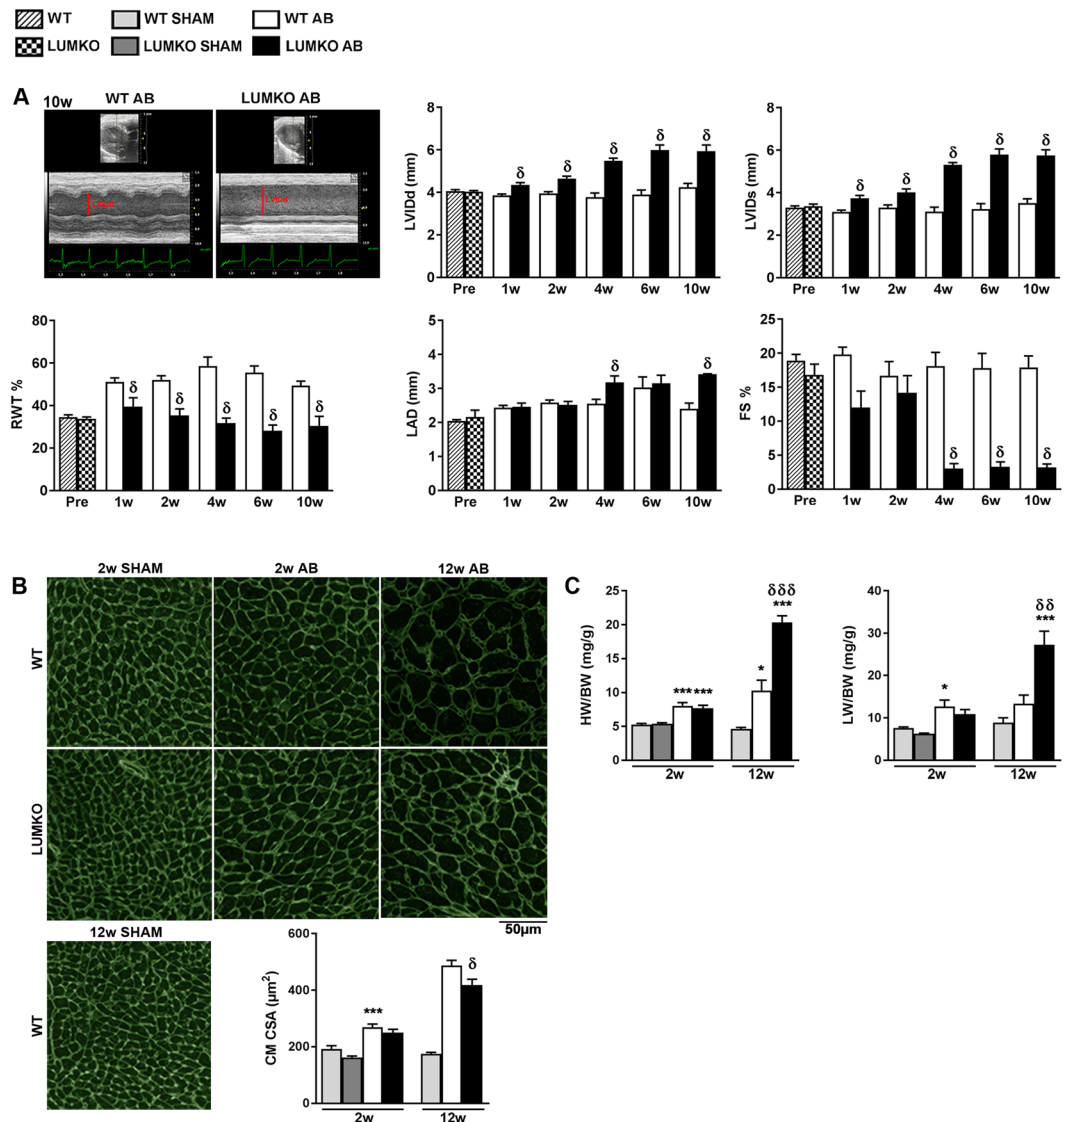 WT WT SHAM WT AB
LUMKO LUMKO SHAM LUMKO AB
A
10w WT AB LUMKO AB
LVIDd
LVIDd
LVIDd (mm)
8
6
4
2
0
Pre 1w 2w 4w 6w 10w
δ δ δ δ δ
LVIDs (mm)
8
6
4
2
0
Pre 1w 2w 4w 6w 10w
δ δ δ δ δ
RWT %
80
60
40
20
0
Pre 1w 2w 4w 6w 10w
δ δ δ δ δ
LAD (mm)
5
4
3
2
1
0
Pre 1w 2w 4w 6w 10w
δ δ
FS %
25
20
15
10
5
0
Pre 1w 2w 4w 6w 10w
δ δ δ
B
2w SHAM 2w AB 12w AB
WT
LUMKO
50µm
12w SHAM
WT
CM CSA (µm²)
600
400
200
0
***
δ
2w 12w
C
HW/BW (mg/g)
25
20
15
10
5
0
*** ***
*
δδδ
***
2w 12w
LW/BW (mg/g)
40
30
20
10
0
*
δδ
***
2w 12w